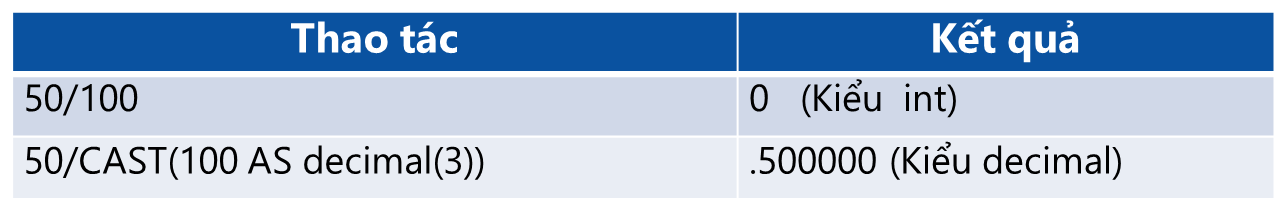 Thao tác Kết quả
50/100 0 (Kiểu int)
50/CAST(100 AS decimal(3)) .500000 (Kiểu decimal)